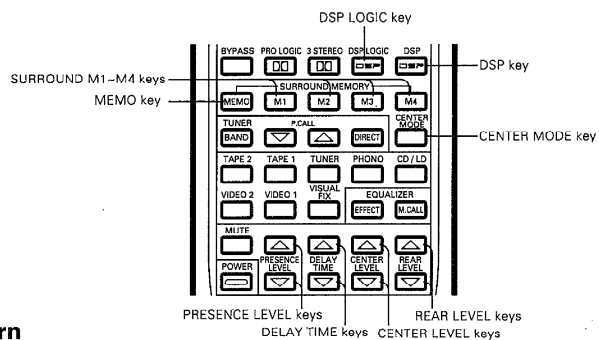 DSP LOGIC key
BYPASS PRO LOGIC 3 STEREO DSP LOGIC DSP
DSP key
SURROUND M1~M4 keys
SURROUND MEMORY
MEMO key
MEMO M1 M2 M3 M4
TUNER P.CALL CENTER MODE
BAND DIRECT
CENTER MODE key
TAPE 2 TAPE 1 TUNER PHONO CD / LD
VIDEO 2 VIDEO 1 VISUAL FIX EQUALIZER
EFFECT M.CALL
MUTE
POWER PRESENCE LEVEL DELAY TIME CENTER LEVEL REAR LEVEL
PRESENCE LEVEL keys
REAR LEVEL keys
DELAY TIME keys
CENTER LEVEL keys
rn